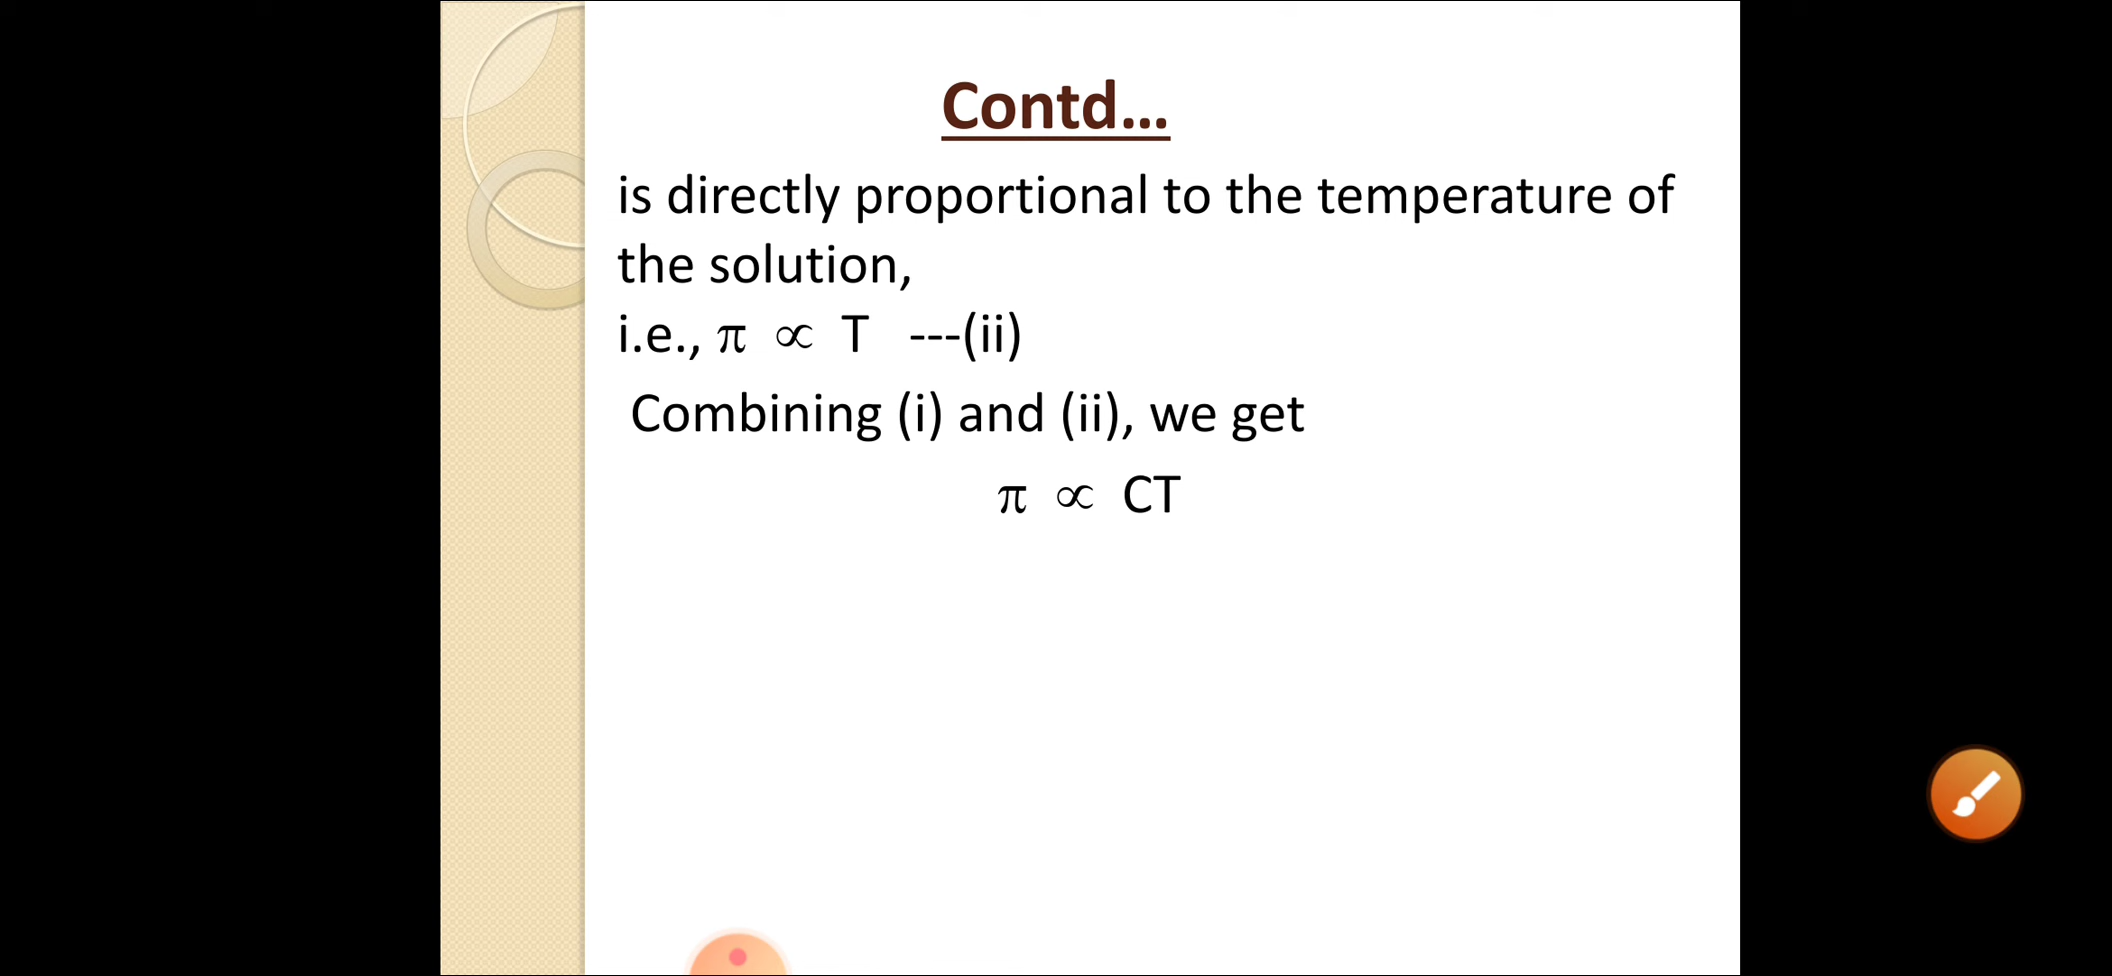 Contd...
is directly proportional to the temperature of
the solution,
i.e., π ∝ T ---(ii)
Combining (i) and (ii), we get
π ∝ CT